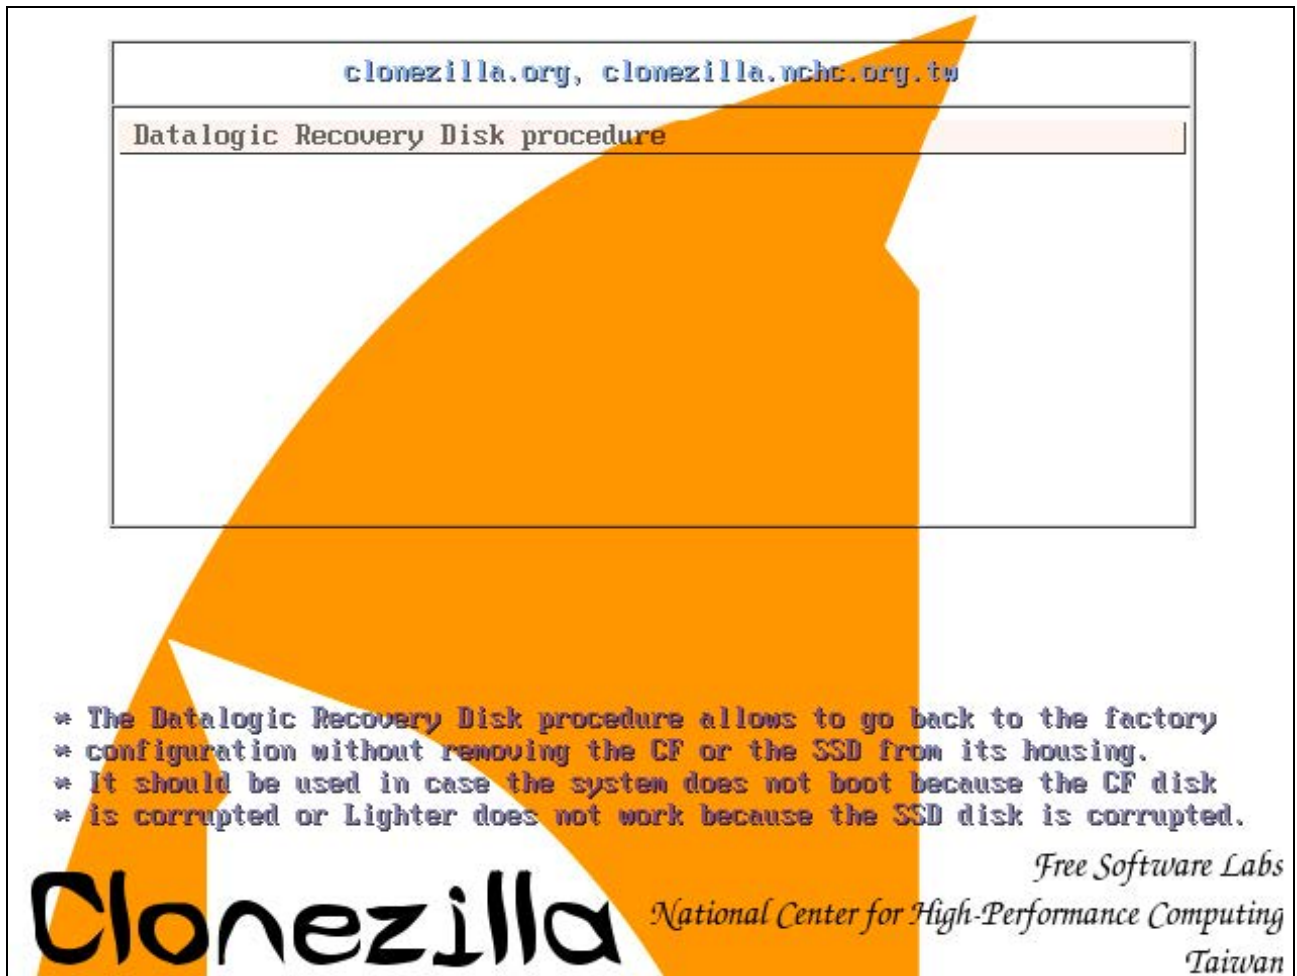 clonezilla.org, clonezilla.nchc.org.tw
Datalogic Recovery Disk procedure
* The Datalogic Recovery Disk procedure allows to go back to the factory
* configuration without removing the CF or the SSD from its housing.
* It should be used in case the system does not boot because the CF disk
* is corrupted or Lighter does not work because the SSD disk is corrupted.
Free Software Labs
Clonezilla National Center for High-Performance Computing
Taiwan